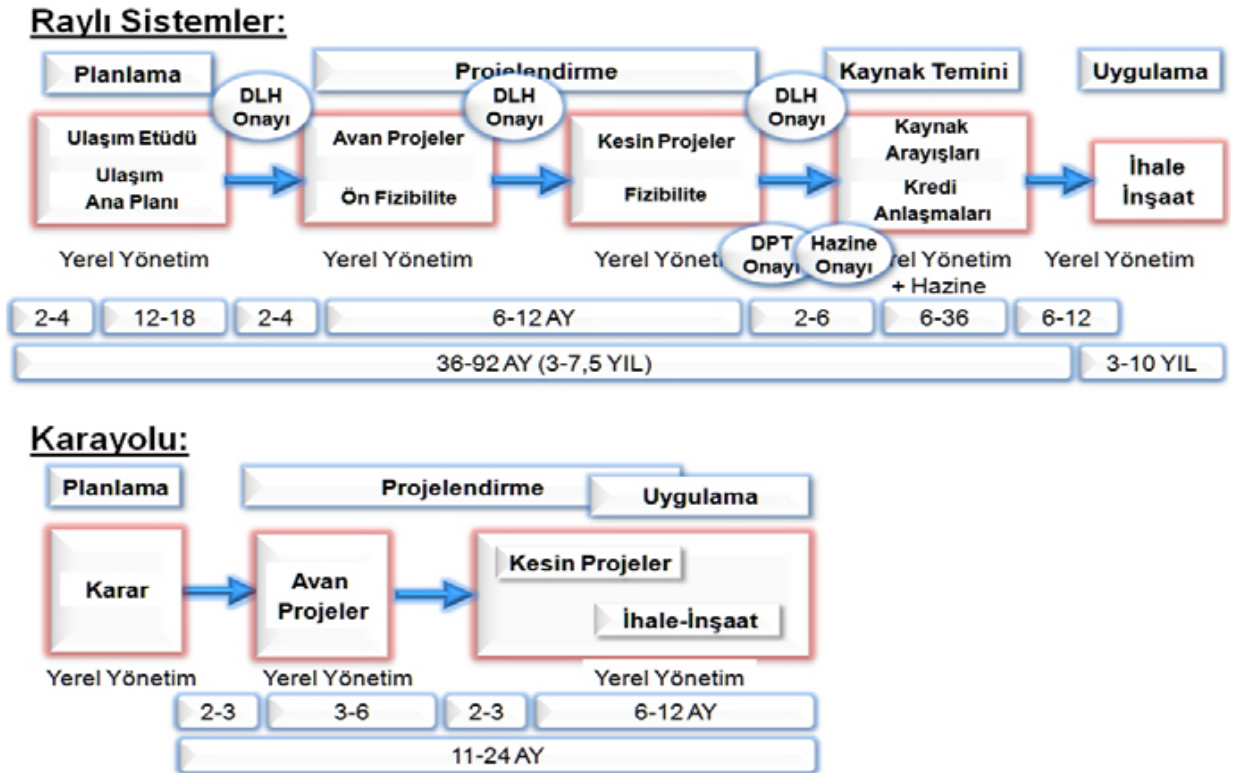 Raylı Sistemler:
Planlama
Projelendirme
Kaynak Temini
Uygulama
DLH
Onayı
DLH
Onayı
DLH
Onayı
Ulaşım Etüdü
Ulaşım
Ana Planı
Avan Projeler
Ön Fizibilite
Kesin Projeler
Fizibilite
Kaynak
Arayışları
Kredi
Anlaşmaları
İhale
İnşaat
DPT
Onayı
Hazine
Onayı
Yerel Yönetim
Yerel Yönetim
Yerel Yönet
rel Yönetim
+ Hazine
Yerel Yönetim
2-4
12-18
2-4
6-12 AY
2-6
6-36
6-12
36-92 AY (3-7,5 YIL)
3-10 YIL
Karayolu:
Planlama
Projelendirme
Uygulama
Karar
Avan
Projeler
Kesin Projeler
İhale-İnşaat
Yerel Yönetim
Yerel Yönetim
Yerel Yönetim
2-3
3-6
2-3
6-12 AY
11-24 AY